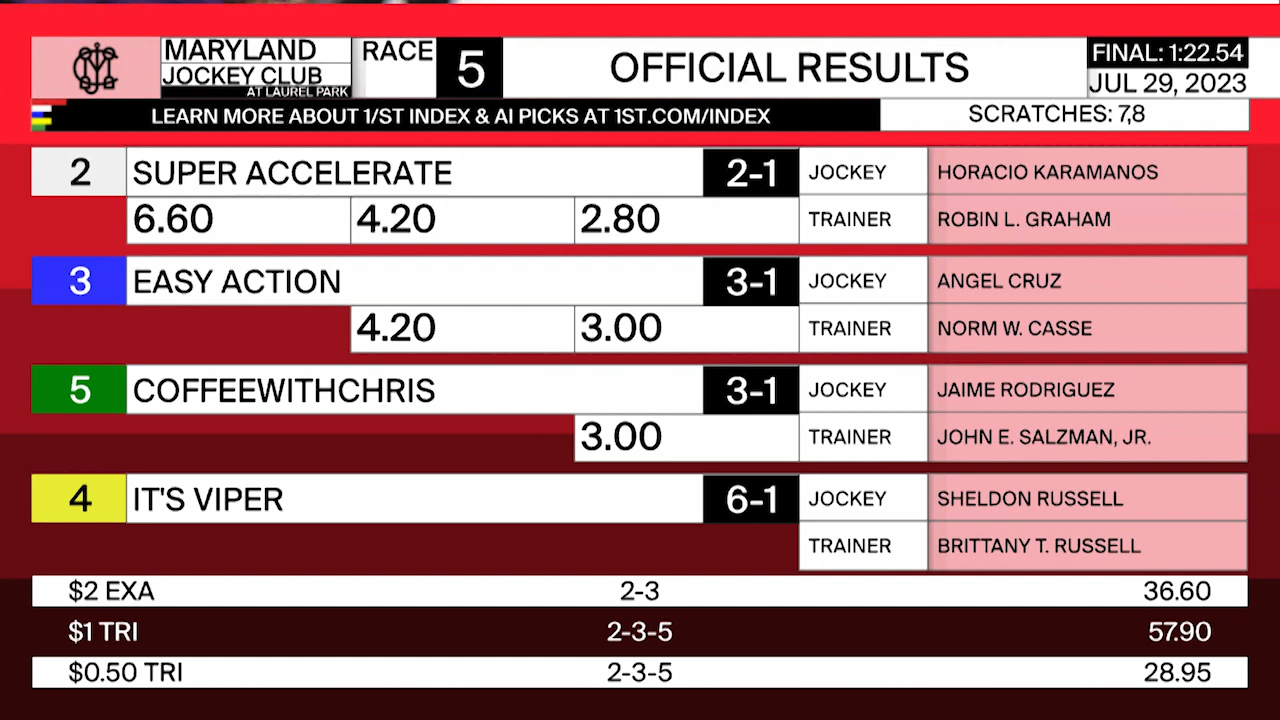 MARYLAND
JOCKEY CLUB
AT LAUREL PARK
RACE 5
OFFICIAL RESULTS
FINAL: 1:22.54
JUL 29, 2023
LEARN MORE ABOUT 1/ST INDEX & AI PICKS AT 1ST.COM/INDEX
SCRATCHES: 7,8
2 SUPER ACCELERATE 2-1 JOCKEY HORACIO KARAMANOS
6.60 4.20 2.80 TRAINER ROBIN L. GRAHAM
3 EASY ACTION 3-1 JOCKEY ANGEL CRUZ
4.20 3.00 TRAINER NORM W. CASSE
5 COFFEEWITHCHRIS 3-1 JOCKEY JAIME RODRIGUEZ
3.00 TRAINER JOHN E. SALZMAN, JR.
4 IT'S VIPER 6-1 JOCKEY SHELDON RUSSELL
TRAINER BRITTANY T. RUSSELL
$2 EXA 2-3 36.60
$1 TRI 2-3-5 57.90
$0.50 TRI 2-3-5 28.95